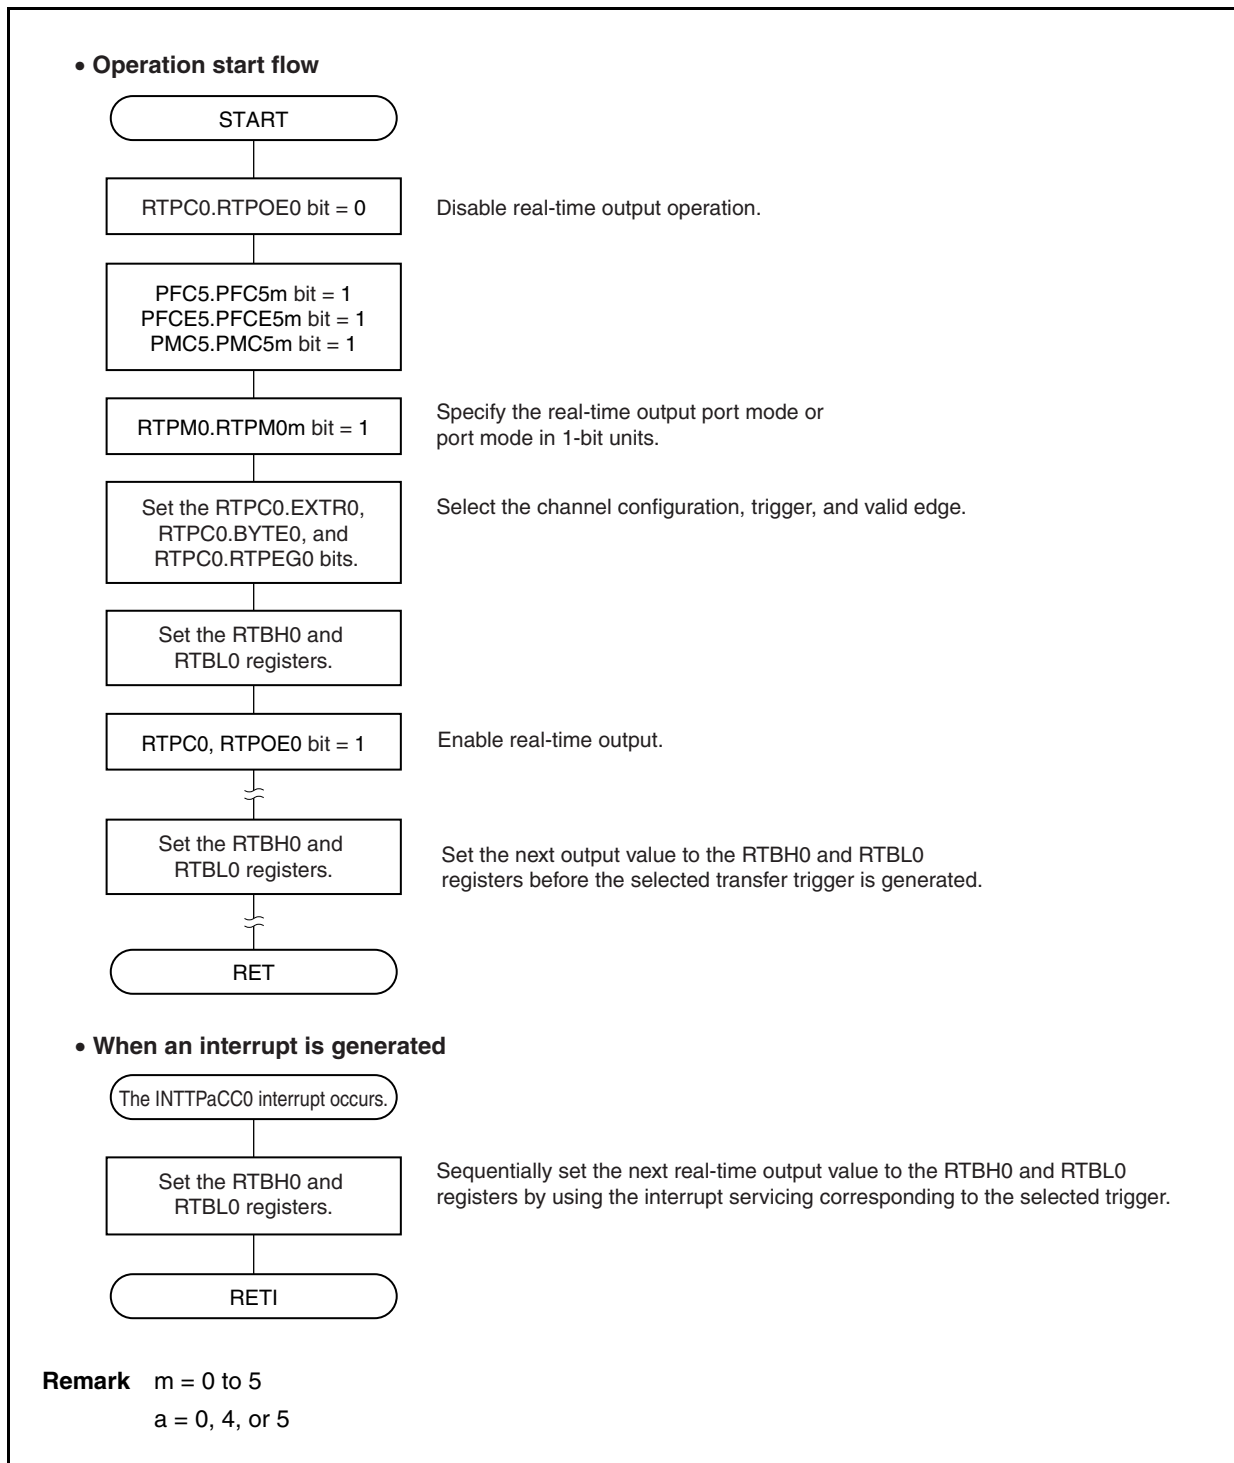 • Operation start flow
START
RTPC0.RTPOE0 bit = 0
Disable real-time output operation.
PFC5.PFC5m bit = 1
PFCE5.PFCE5m bit = 1
PMC5.PMC5m bit = 1
RTPM0.RTPM0m bit = 1
Specify the real-time output port mode or
port mode in 1-bit units.
Set the RTPC0.EXTR0,
RTPC0.BYTE0, and
RTPC0.RTPEG0 bits.
Select the channel configuration, trigger, and valid edge.
Set the RTBH0 and
RTBL0 registers.
RTPC0, RTPOE0 bit = 1
Enable real-time output.
Set the RTBH0 and
RTBL0 registers.
Set the next output value to the RTBH0 and RTBL0
registers before the selected transfer trigger is generated.
RET
• When an interrupt is generated
The INTTPaCC0 interrupt occurs.
Set the RTBH0 and
RTBL0 registers.
Sequentially set the next real-time output value to the RTBH0 and RTBL0
registers by using the interrupt servicing corresponding to the selected trigger.
RETI
Remark m = 0 to 5
a = 0, 4, or 5